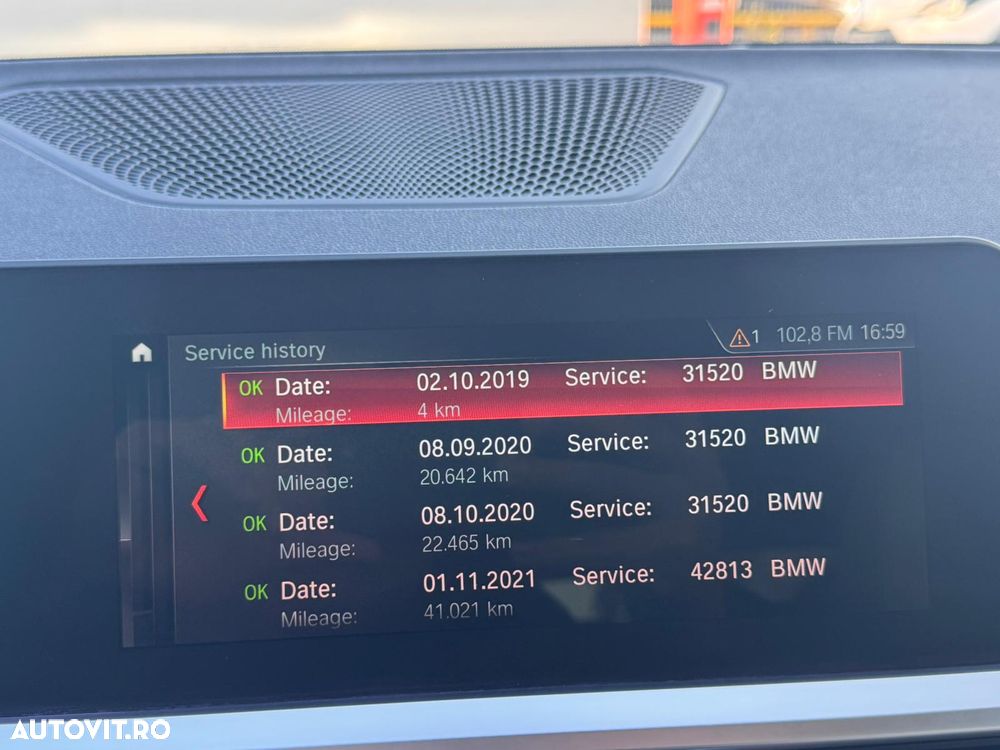 Service history
1 102,8 FM 16:59
OK Date: 02.10.2019 Service: 31520 BMW
Mileage: 4 km
OK Date: 08.09.2020 Service: 31520 BMW
Mileage: 20.642 km
OK Date: 08.10.2020 Service: 31520 BMW
Mileage: 22.465 km
OK Date: 01.11.2021 Service: 42813 BMW
Mileage: 41.021 km
AUTOVIT.RO